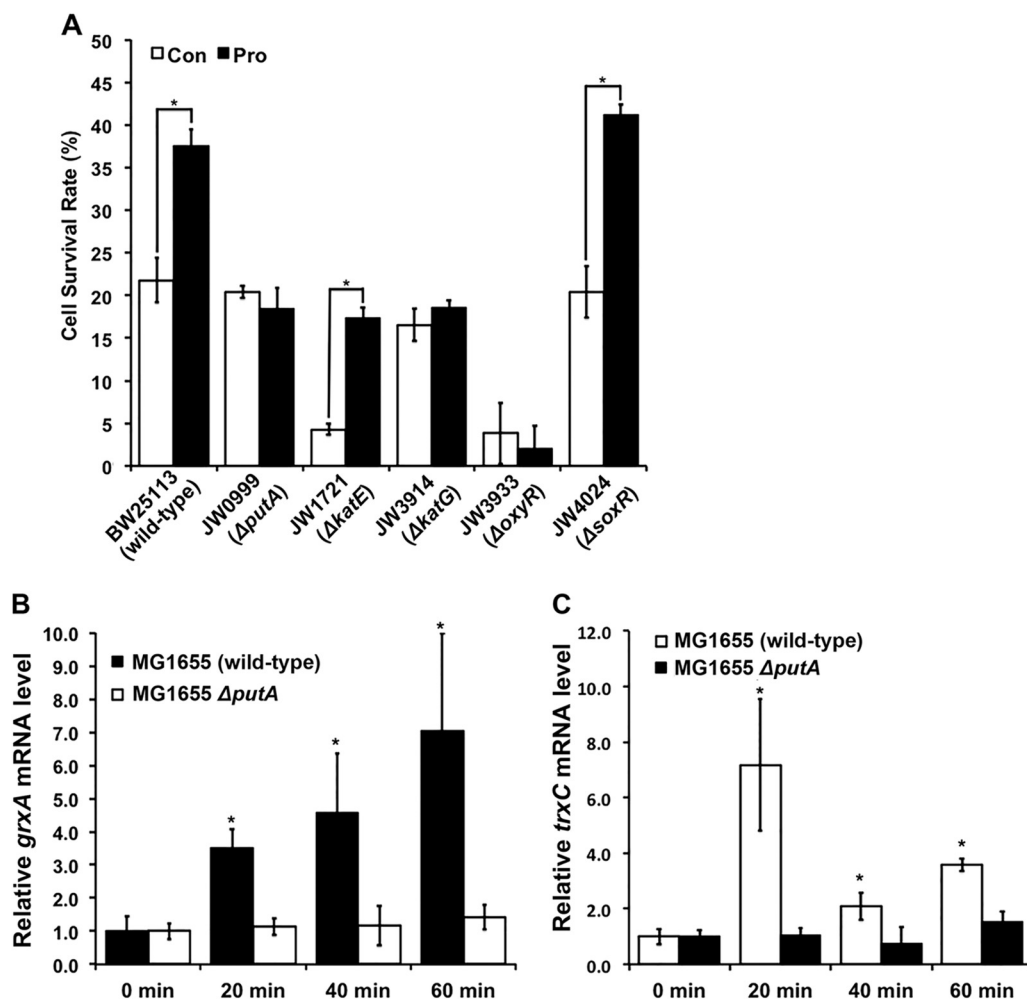 A
Con Pro
Cell Survival Rate (%)
50
45
40
35
30
25
20
15
10
5
0
*
*
*
BW25113
(wild-type)
JW0999
(ΔputA)
JW1721
(ΔkatE)
JW3914
(ΔkatG)
JW3933
(ΔoxyR)
JW4024
(ΔsoxR)
B
MG1655 (wild-type)
MG1655 ΔputA
Relative grxA mRNA level
10.0
9.0
8.0
7.0
6.0
5.0
4.0
3.0
2.0
1.0
0.0
*
*
*
0 min 20 min 40 min 60 min
C
MG1655 (wild-type)
MG1655 ΔputA
Relative trxC mRNA level
12.0
10.0
8.0
6.0
4.0
2.0
0.0
*
*
*
0 min 20 min 40 min 60 min